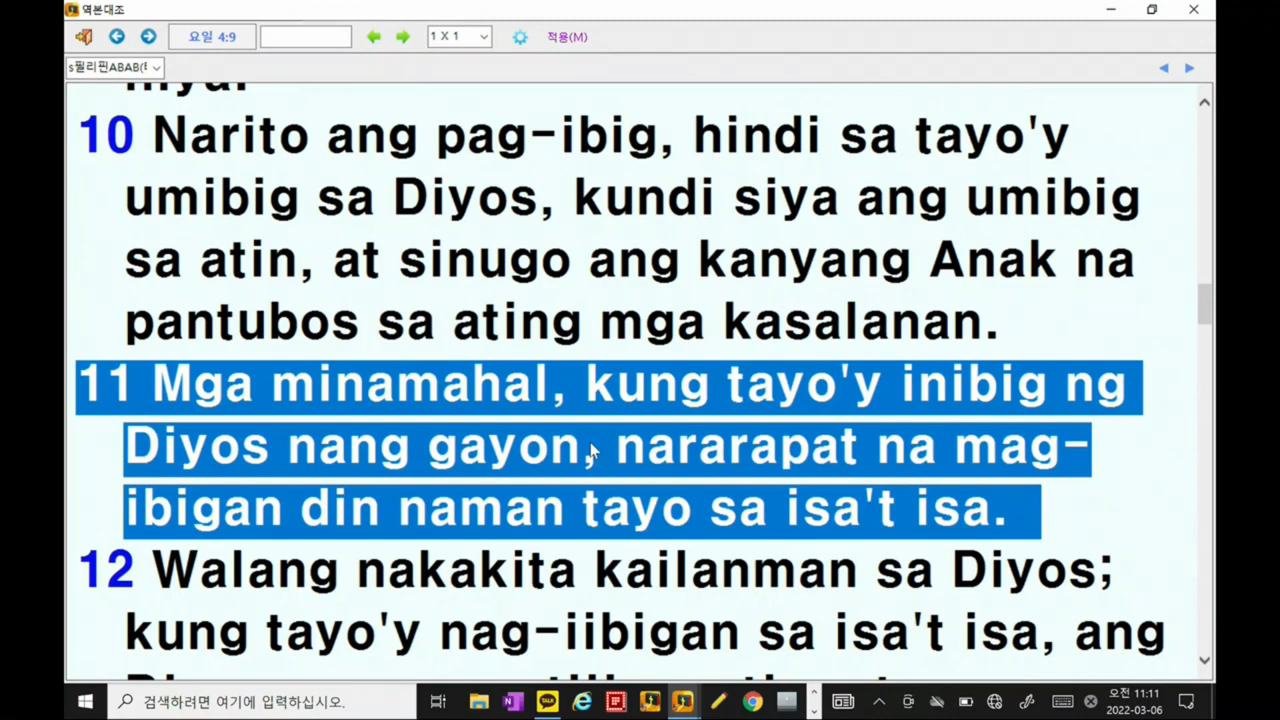 역본대조
요일 4:9
1 X 1
적용(M)
s필리핀ABAB(
niya.
10 Narito ang pag-ibig, hindi sa tayo'y
umibig sa Diyos, kundi siya ang umibig
sa atin, at sinugo ang kanyang Anak na
pantubos sa ating mga kasalanan.
11 Mga minamahal, kung tayo'y inibig ng
Diyos nang gayon, nararapat na mag-
ibigan din naman tayo sa isa't isa.
12 Walang nakakita kailanman sa Diyos;
kung tayo'y nag-iibigan sa isa't isa, ang
검색하려면 여기에 입력하십시오.
TALK
오전 11:11
2022-03-06